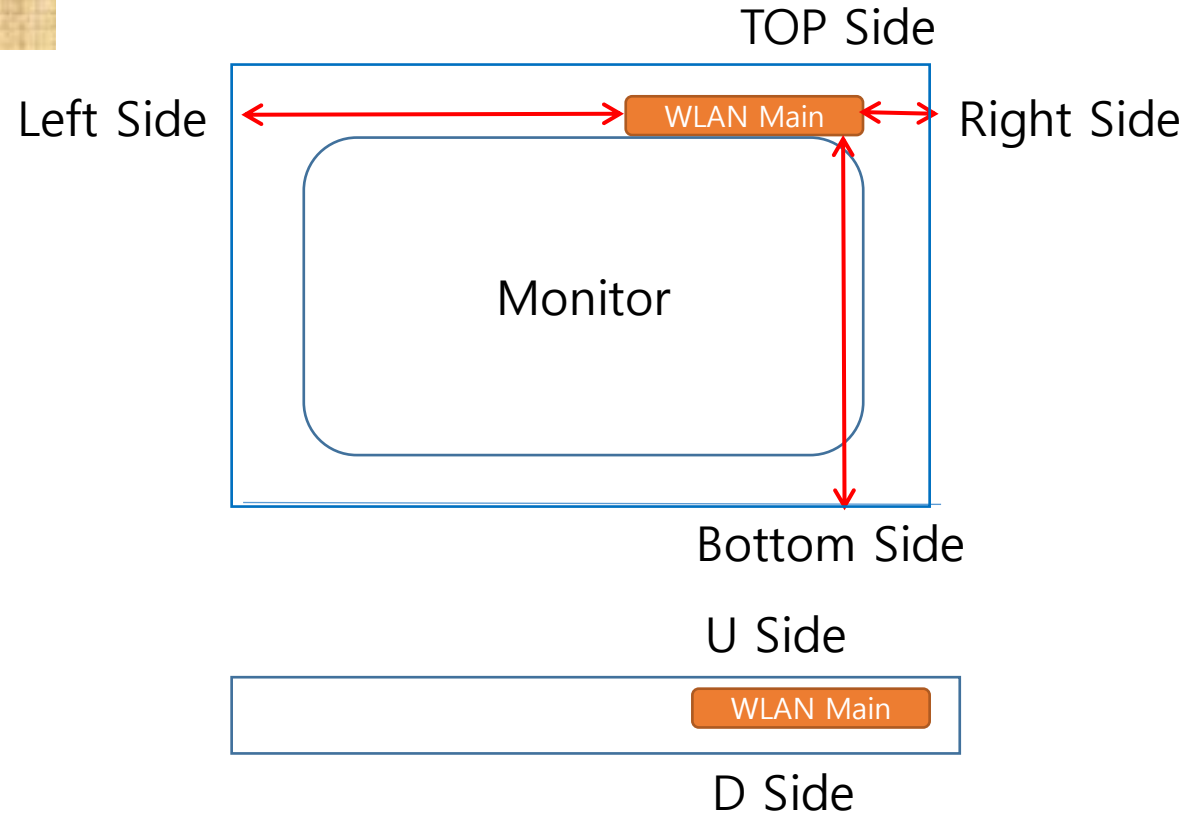 TOP Side
Left Side
WLAN Main
Right Side
Monitor
Bottom Side
U Side
WLAN Main
D Side